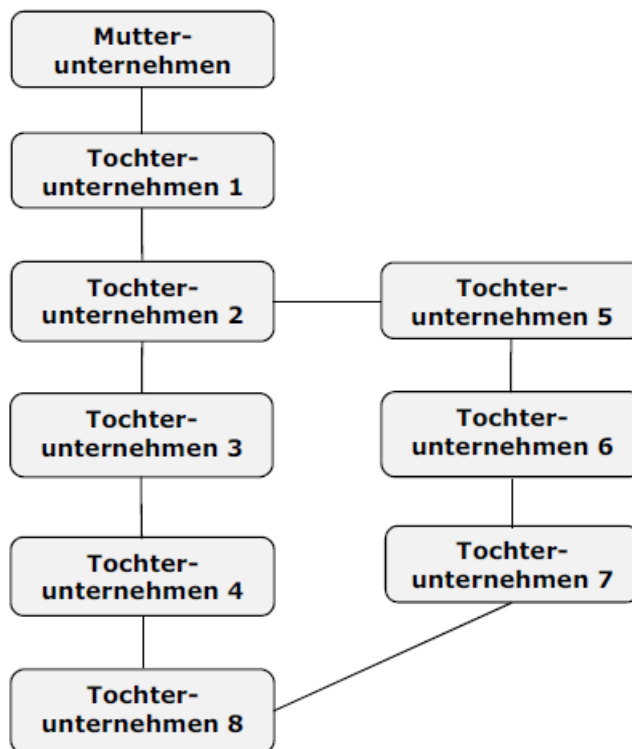 Mutter-
unternehmen
Tochter-
unternehmen 1
Tochter-
unternehmen 2
Tochter-
unternehmen 5
Tochter-
unternehmen 3
Tochter-
unternehmen 6
Tochter-
unternehmen 4
Tochter-
unternehmen 7
Tochter-
unternehmen 8